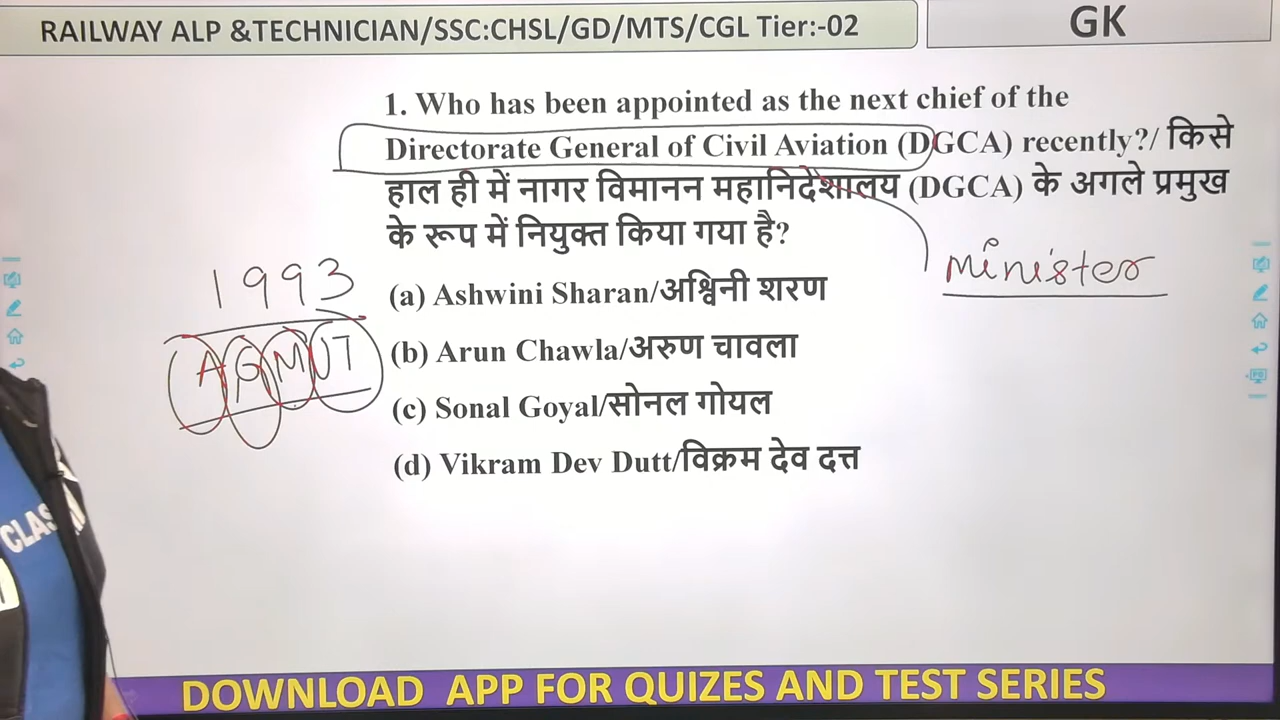 RAILWAY ALP &TECHNICIAN/SSC:CHSL/GD/MTS/CGL Tier:-02
GK
1. Who has been appointed as the next chief of the
Directorate General of Civil Aviation (DGCA) recently?/ किसे
हाल ही में नागर विमानन महानिदेशालय (DGCA) के अगले प्रमुख
के रूप में नियुक्त किया गया है?
minister
1993
AGMUT
(a) Ashwini Sharan/अश्विनी शरण
(b) Arun Chawla/अरुण चावला
(c) Sonal Goyal/सोनल गोयल
(d) Vikram Dev Dutt/विक्रम देव दत्त
DOWNLOAD APP FOR QUIZES AND TEST SERIES